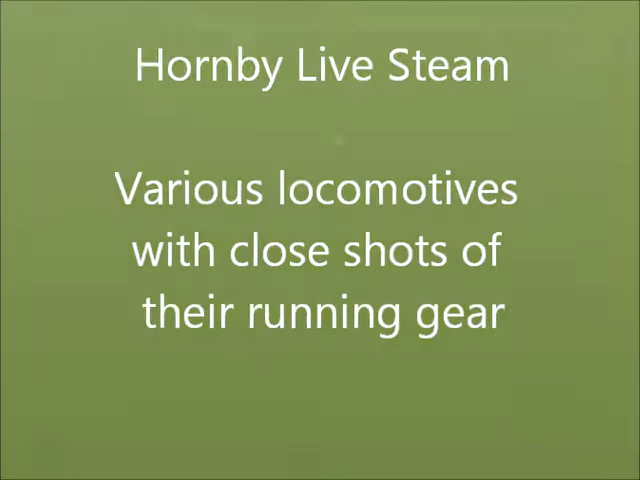 Hornby Live Steam
Various locomotives
with close shots of
their running gear